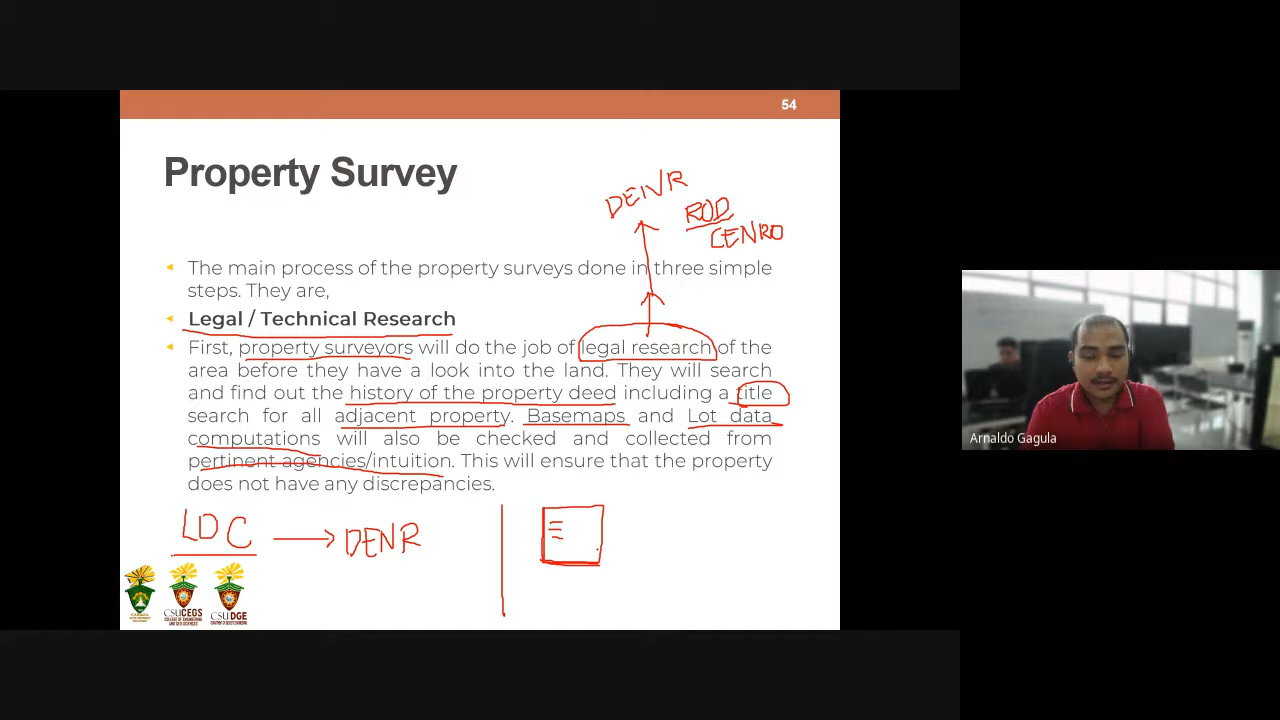 54
Property Survey
DENR
ROD
CENRO
The main process of the property surveys done in three simple
steps. They are,
Legal / Technical Research
First, property surveyors will do the job of legal research of the
area before they have a look into the land. They will search
and find out the history of the property deed including a title
search for all adjacent property. Basemaps and Lot data
computations will also be checked and collected from
pertinent agencies/intuition. This will ensure that the property
does not have any discrepancies.
LDC → DENR
CSUCEGS
CSUDGE
Arnaldo Gagula